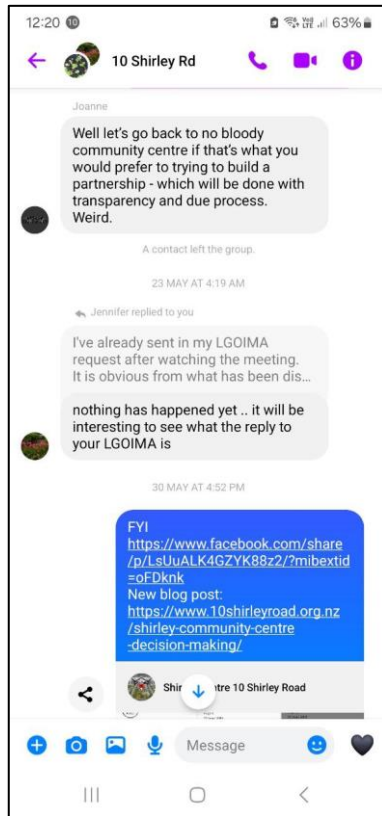 12:20 10 63%
10 Shirley Rd
Joanne
Well let's go back to no bloody
community centre if that's what you
would prefer to trying to build a
partnership - which will be done with
transparency and due process.
Weird.
A contact left the group.
23 MAY AT 4:19 AM
Jennifer replied to you
I've already sent in my LGOIMA
request after watching the meeting.
It is obvious from what has been dis...
nothing has happened yet .. it will be
interesting to see what the reply to
your LGOIMA is
30 MAY AT 4:52 PM
FYI
https://www.facebook.com/share
/p/LsUuALK4GZYK88z2/?mibextid
=oFDknk
New blog post:
https://www.10shirleyroad.org.nz
/shirley-community-centre
-decision-making/
10 Shirley Road
Message